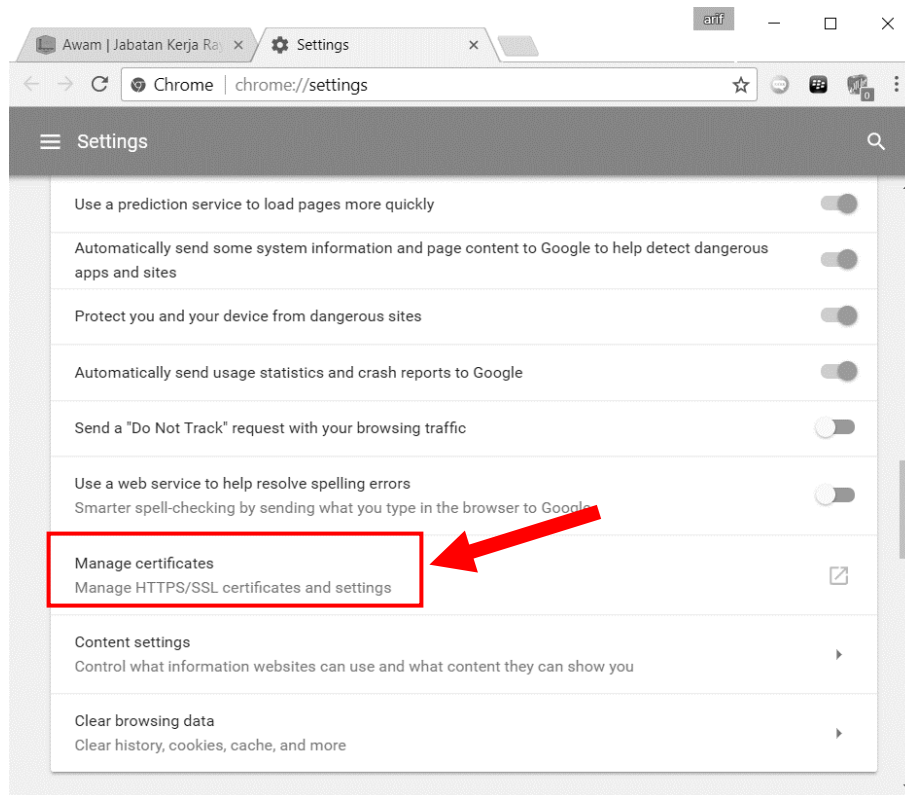 arif
Awam | Jabatan Kerja Ra
Settings
Chrome | chrome://settings
0
Settings
Use a prediction service to load pages more quickly
Automatically send some system information and page content to Google to help detect dangerous
apps and sites
Protect you and your device from dangerous sites
Automatically send usage statistics and crash reports to Google
Send a "Do Not Track" request with your browsing traffic
Use a web service to help resolve spelling errors
Smarter spell-checking by sending what you type in the browser to Google
Manage certificates
Manage HTTPS/SSL certificates and settings
Content settings
Control what information websites can use and what content they can show you
Clear browsing data
Clear history, cookies, cache, and more